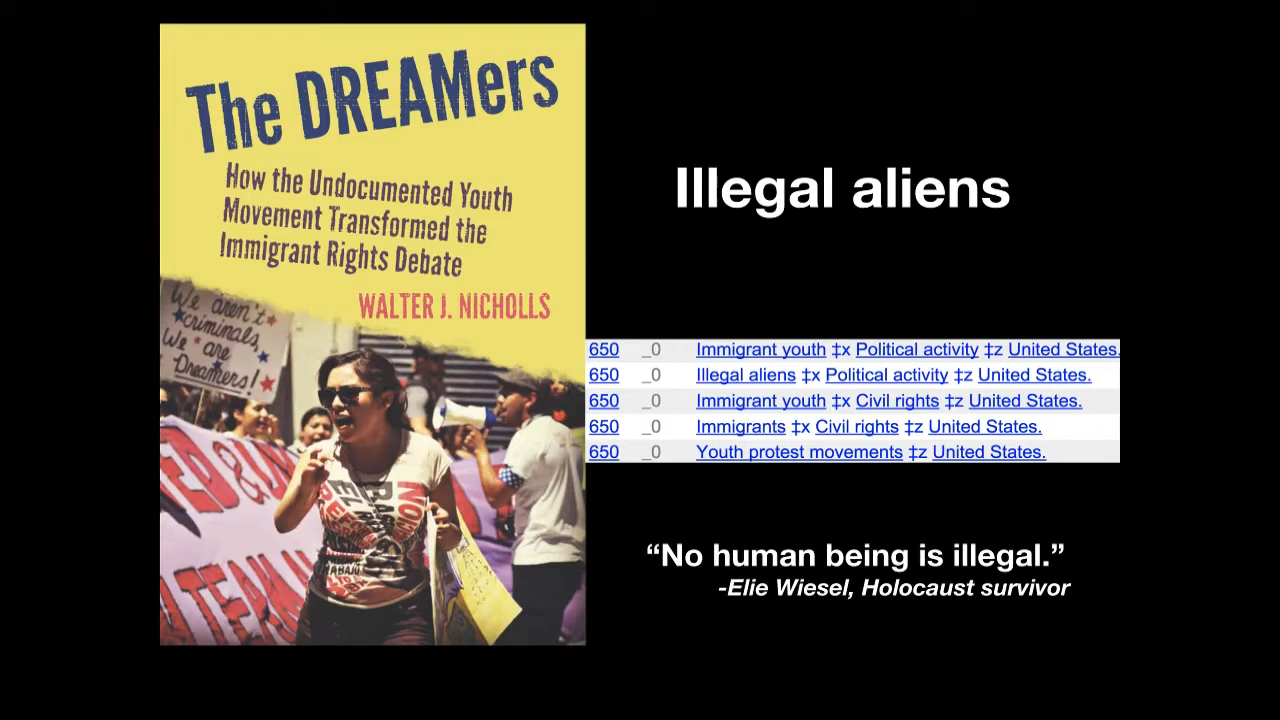 The DREAMers
How the Undocumented Youth
Movement Transformed the
Immigrant Rights Debate
WALTER J. NICHOLLS
We aren't
criminals,
We are
Dreamers!
Illegal aliens
650 _0 Immigrant youth ‡x Political activity ‡z United States.
650 _0 Illegal aliens ‡x Political activity ‡z United States.
650 _0 Immigrant youth ‡x Civil rights ‡z United States.
650 _0 Immigrants ‡x Civil rights ‡z United States.
650 _0 Youth protest movements ‡z United States.
“No human being is illegal.”
-Elie Wiesel, Holocaust survivor